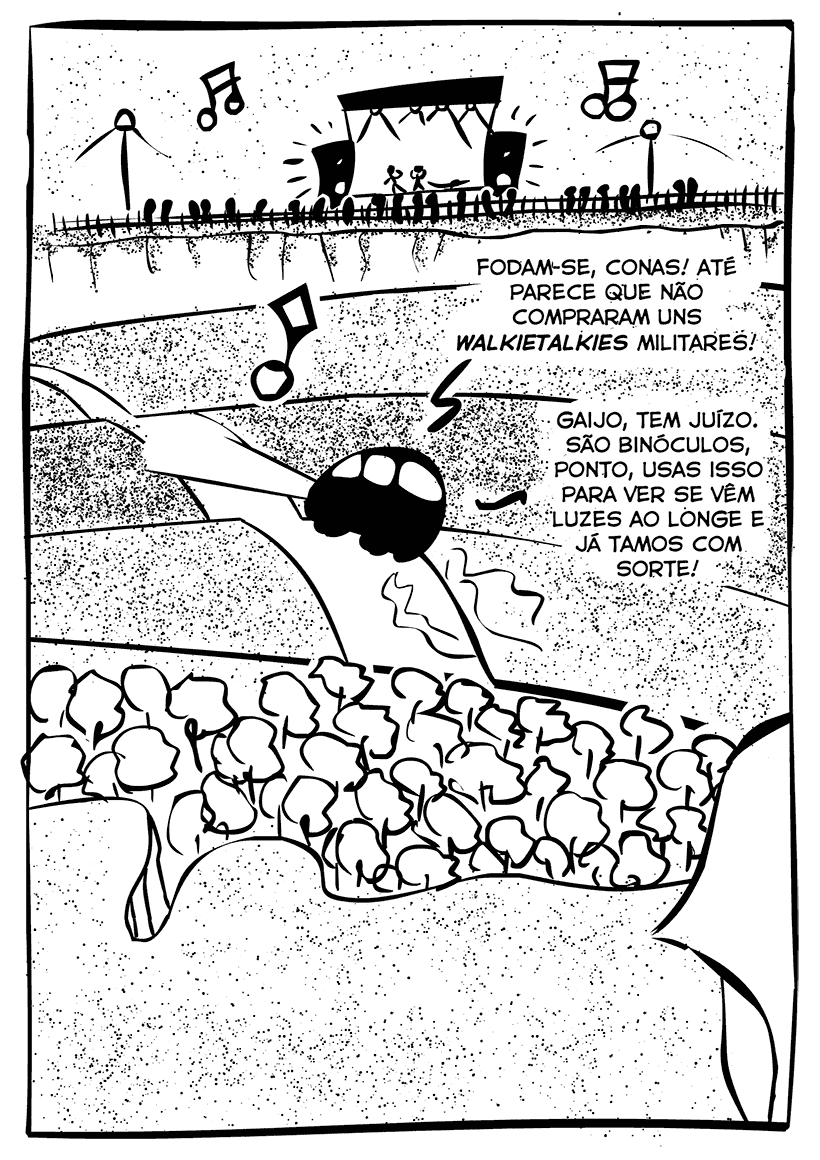 FODAM-SE, CONAS! ATÉ
PARECE QUE NÃO
COMPRARAM UNS
WALKIETALKIES MILITARES!
GAIJO, TEM JUÍZO.
SÃO BINÓCULOS,
PONTO, USAS ISSO
PARA VER SE VÊM
LUZES AO LONGE E
JÁ TAMOS COM
SORTE!